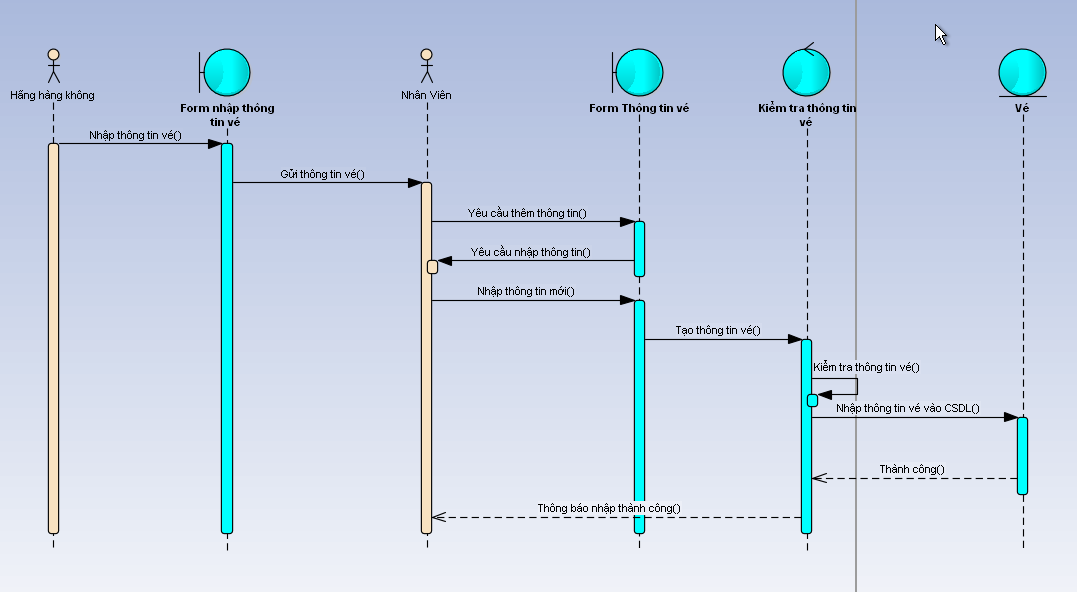 Hãng hàng không
Form nhập thông
tin vé
Nhân Viên
Form Thông tin vé
Kiểm tra thông tin
vé
Vé
Nhập thông tin vé()
Gửi thông tin vé()
Yêu cầu thêm thông tin()
Yêu cầu nhập thông tin()
Nhập thông tin mới()
Tạo thông tin vé()
Kiểm tra thông tin vé()
Nhập thông tin vé vào CSDL()
Thành công()
Thông báo nhập thành công()